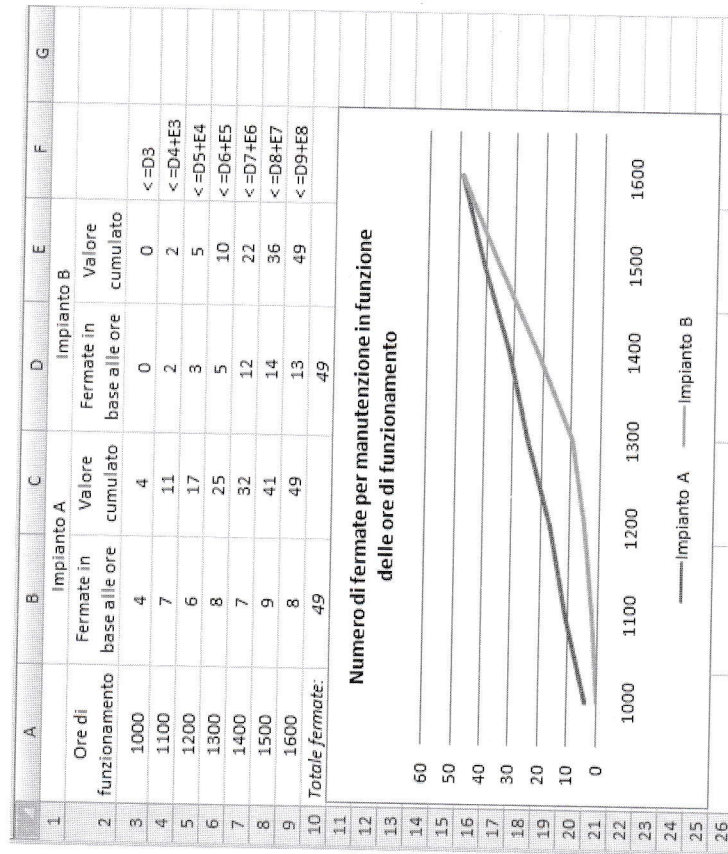 A B C D E F G
1 Impianto A Impianto B
2 Ore di funzionamento Fermate in base alle ore Valore cumulato Fermate in base alle ore Valore cumulato
3 1000 4 4 0 0 < =D3
4 1100 7 11 2 2 < =D4+E3
5 1200 6 17 3 5 < =D5+E4
6 1300 8 25 5 10 < =D6+E5
7 1400 7 32 12 22 < =D7+E6
8 1500 9 41 14 36 < =D8+E7
9 1600 8 49 13 49 < =D9+E8
10 Totale fermate: 49 49
11
12
13
14
15
16
17
18
19
20
21
22
23
24
25
26
Numero di fermate per manutenzione in funzione
delle ore di funzionamento
60
50
40
30
20
10
0
1000 1100 1200 1300 1400 1500 1600
Impianto A Impianto B